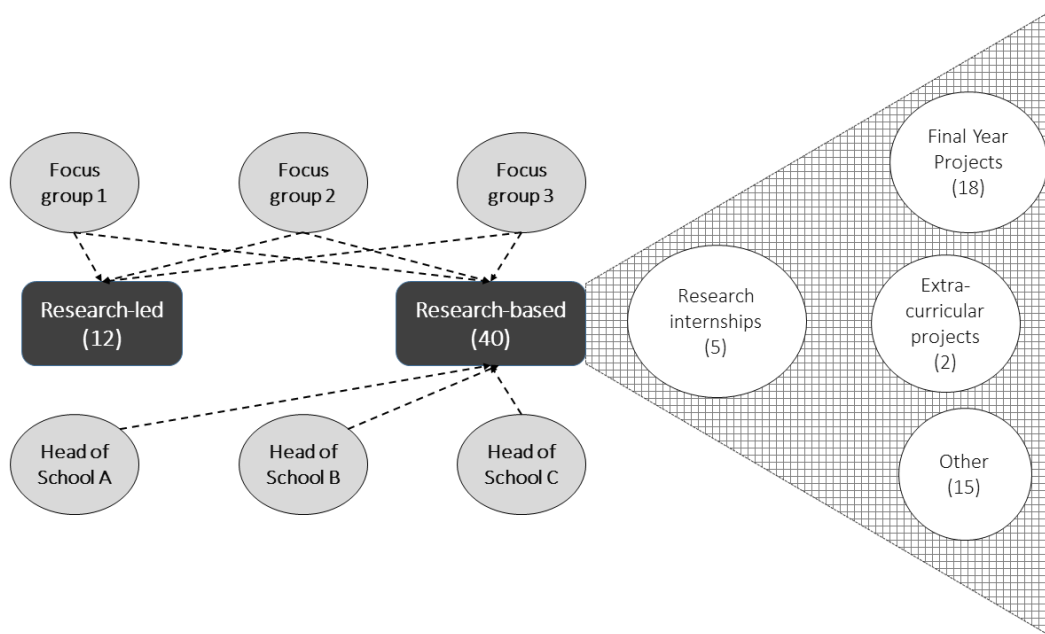 Focus
group 1
Focus
group 2
Focus
group 3
Final Year
Projects
(18)
Research-led
(12)
Research-based
(40)
Research
internships
(5)
Extra-
curricular
projects
(2)
Head of
School A
Head of
School B
Head of
School C
Other
(15)